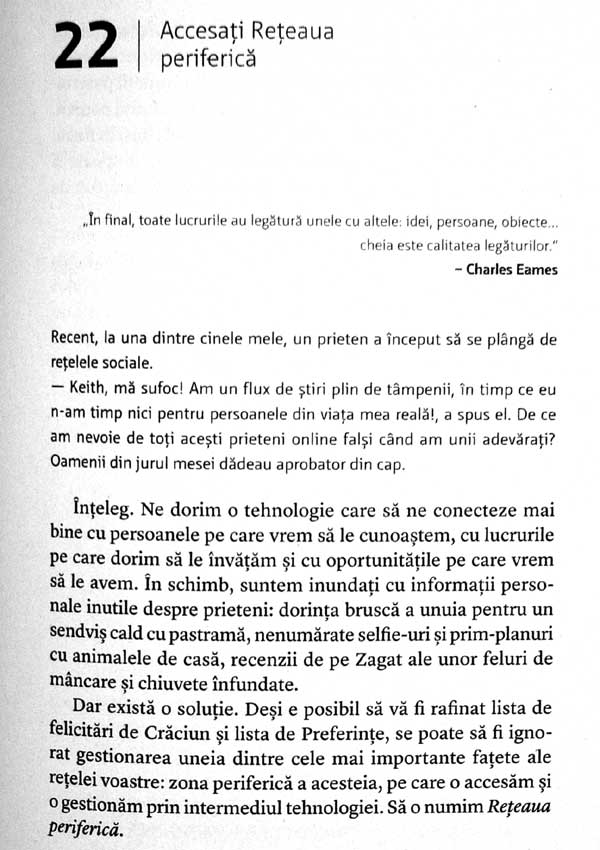 22
Accesați Rețeaua
periferică
„În final, toate lucrurile au legătură unele cu altele: idei, persoane, obiecte...
cheia este calitatea legăturilor.“
– Charles Eames
Recent, la una dintre cinele mele, un prieten a început să se plângă de
rețelele sociale.
— Keith, mă sufoc! Am un flux de știri plin de tâmpenii, în timp ce eu
n-am timp nici pentru persoanele din viața mea reală!, a spus el. De ce
am nevoie de toți acești prieteni online falși când am unii adevărați?
Oamenii din jurul mesei dădeau aprobator din cap.
Înțeleg. Ne dorim o tehnologie care să ne conecteze mai
bine cu persoanele pe care vrem să le cunoaștem, cu lucrurile
pe care dorim să le învățăm și cu oportunitățile pe care vrem
să le avem. În schimb, suntem inundați cu informații perso-
nale inutile despre prieteni: dorința bruscă a unuia pentru un
sendviș cald cu pastramă, nenumărate selfie-uri și prim-planuri
cu animalele de casă, recenzii de pe Zagat ale unor feluri de
mâncare și chiuvete înfundate.
Dar există o soluție. Deși e posibil să vă fi rafinat lista de
felicitări de Crăciun și lista de Preferințe, se poate să fi igno-
rat gestionarea uneia dintre cele mai importante fațete ale
rețelei voastre: zona periferică a acesteia, pe care o accesăm și
o gestionăm prin intermediul tehnologiei. Să o numim Rețeaua
periferică.